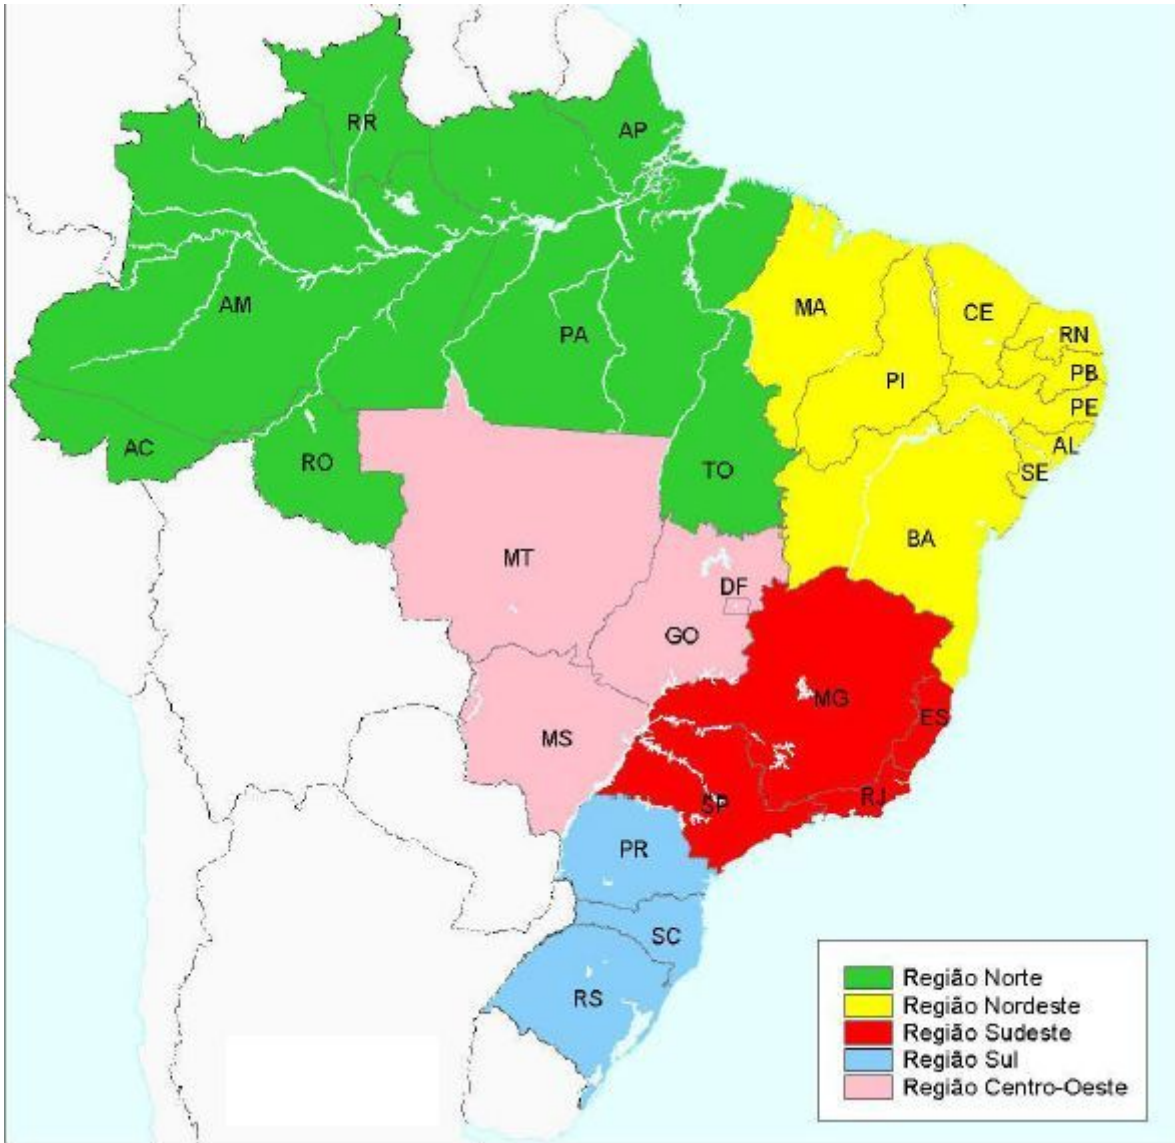 RR
AP
AM
PA
MA
CE
RN
PI
PB
PE
AC
RO
TO
AL
SE
BA
MT
DF
GO
MG
ES
MS
SP
RJ
PR
SC
RS
Região Norte
Região Nordeste
Região Sudeste
Região Sul
Região Centro-Oeste